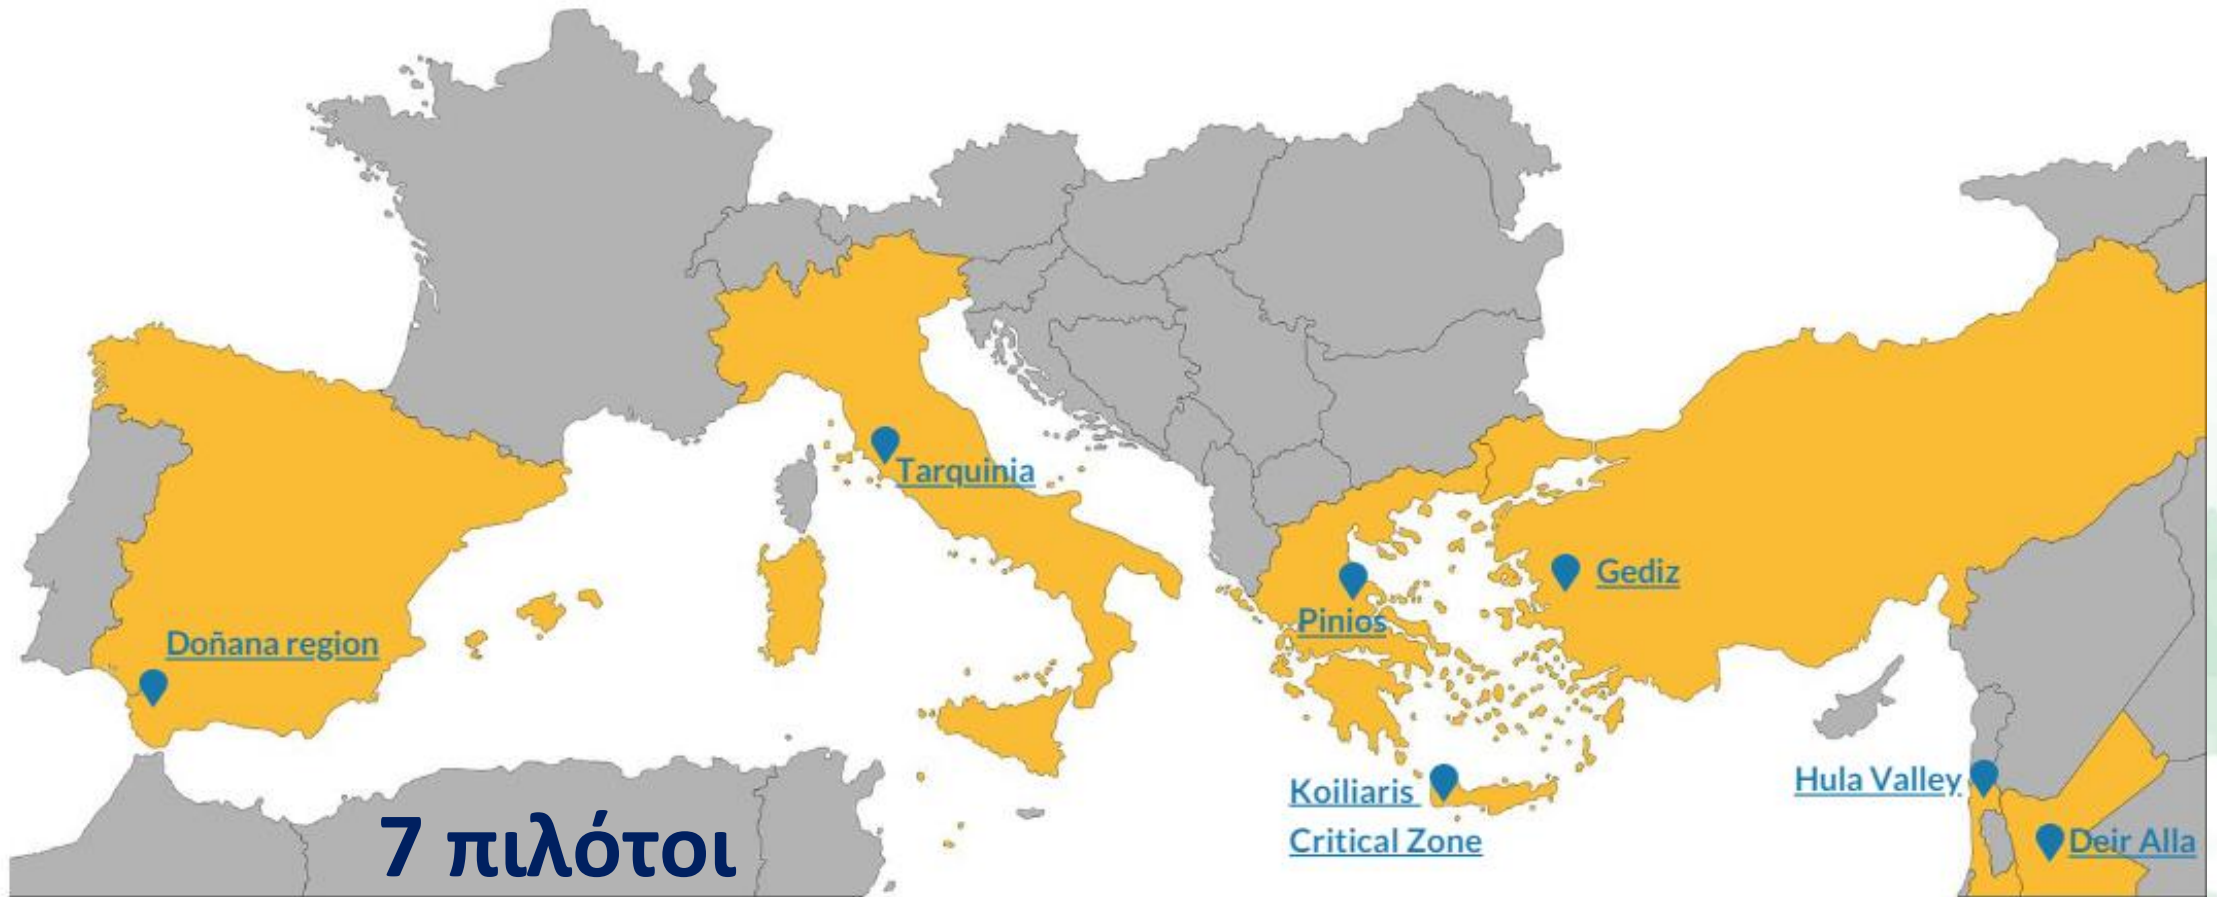 Tarquinia
Gediz
Pinios
Doñana region
Koiliaris
Critical Zone
Hula Valley
Deir Alla
7 πιλότοι